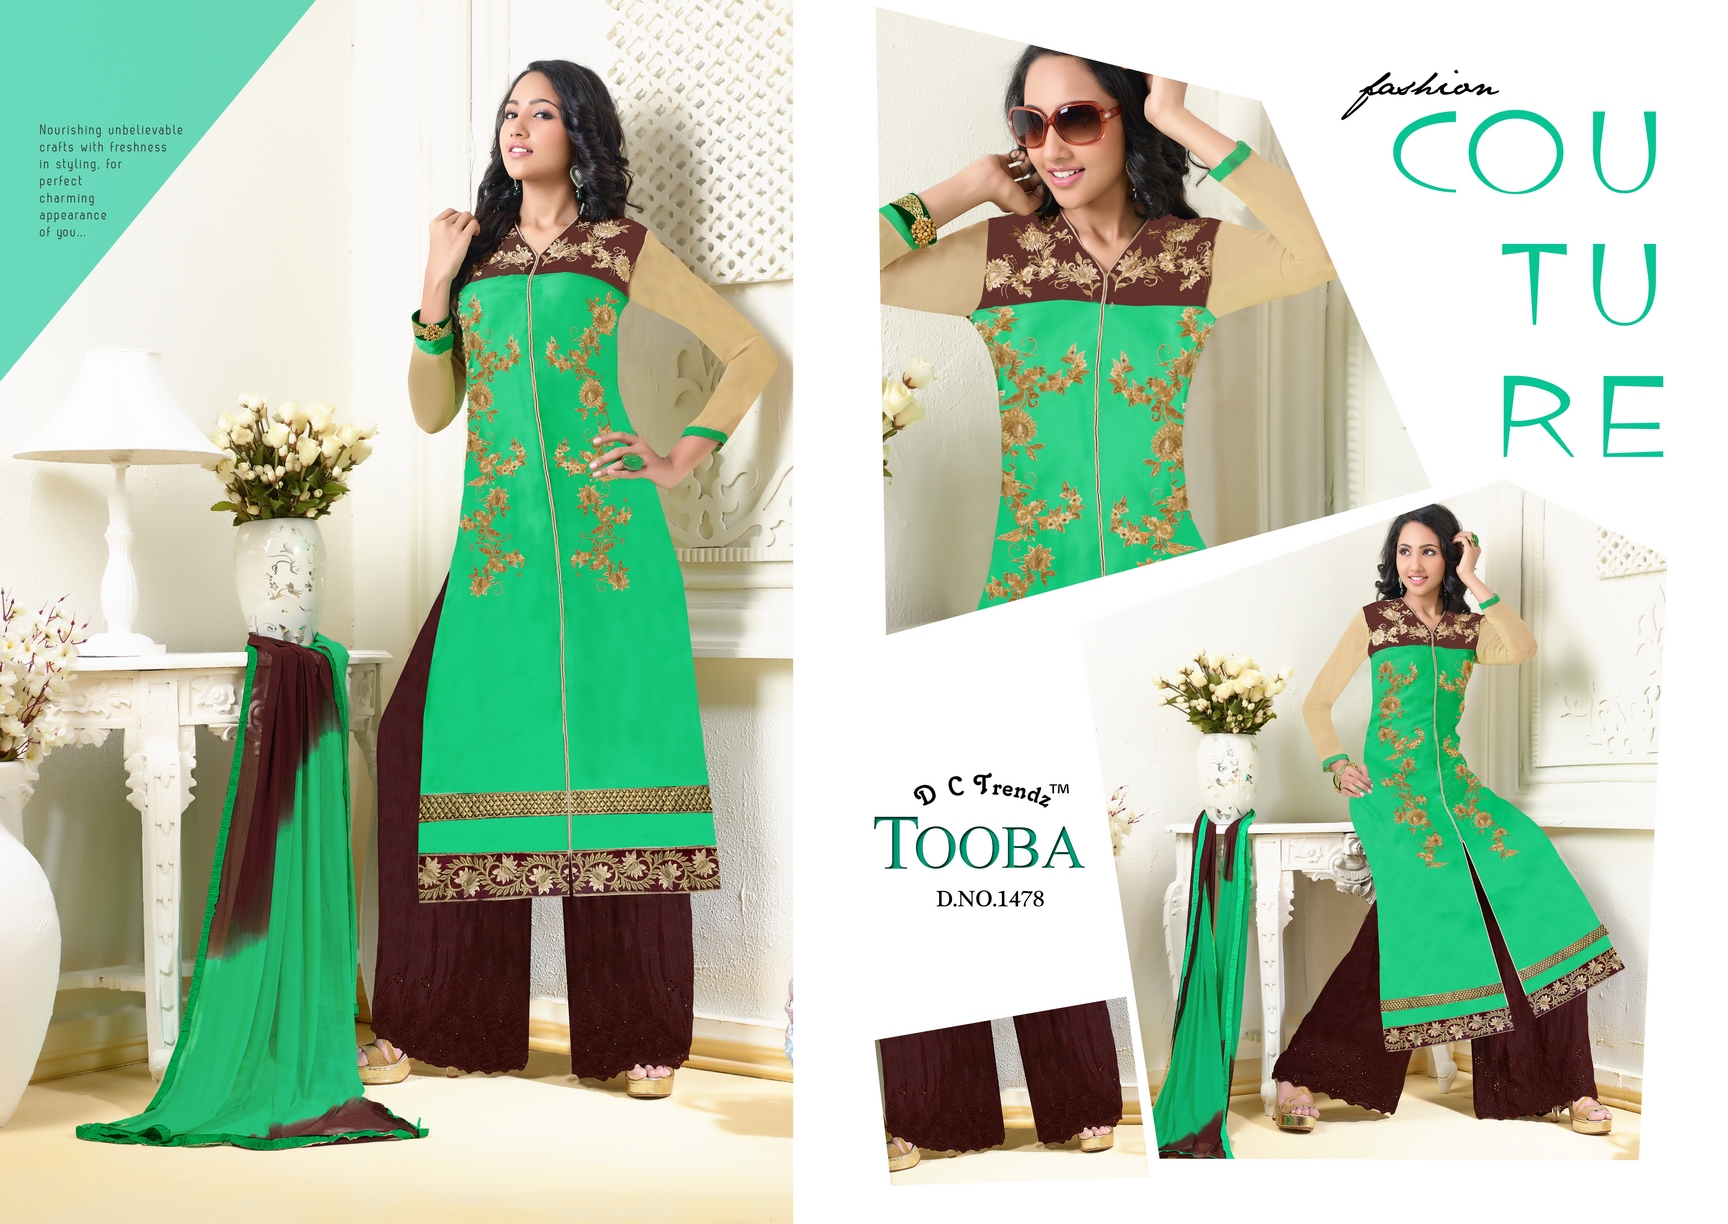 Nourishing unbelievable
crafts with freshness
in styling, for
perfect
charming
appearance
of you...
fashion
COU
TU
RE
D C Trendz™
TOOBA
D.NO.1478